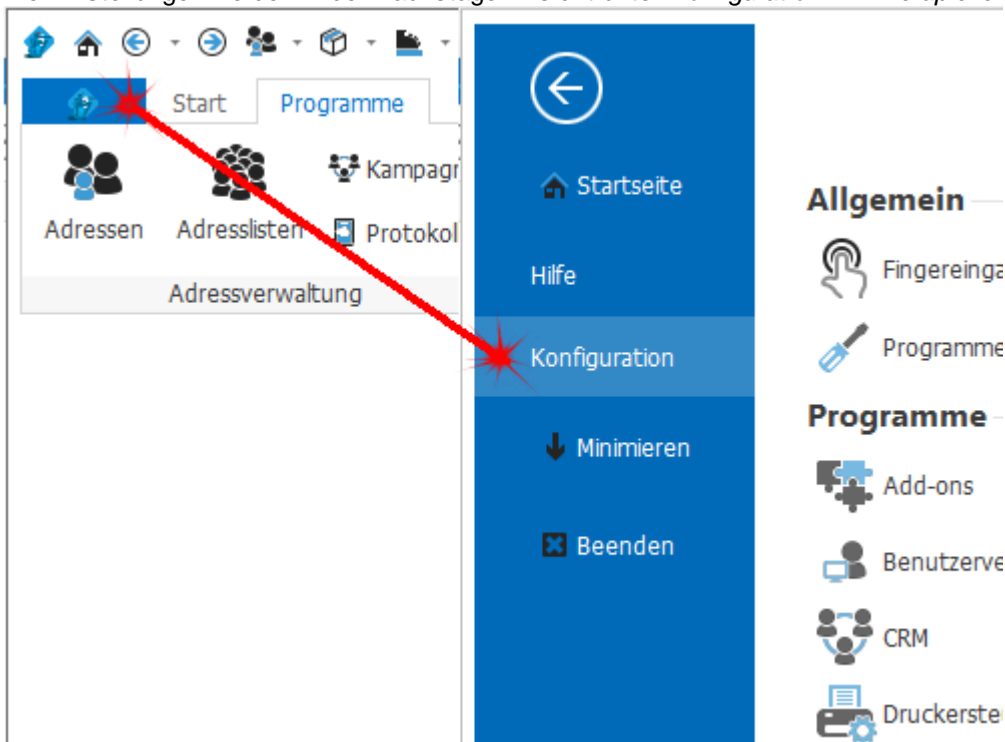 Start
Programme
Adressen
Adresslisten
Kampagr
Protokol
Adressverwaltung
Startseite
Hilfe
Konfiguration
Minimieren
Beenden
Allgemein
Fingereinga
Programme
Programme
Add-ons
Benutzerve
CRM
Druckerste